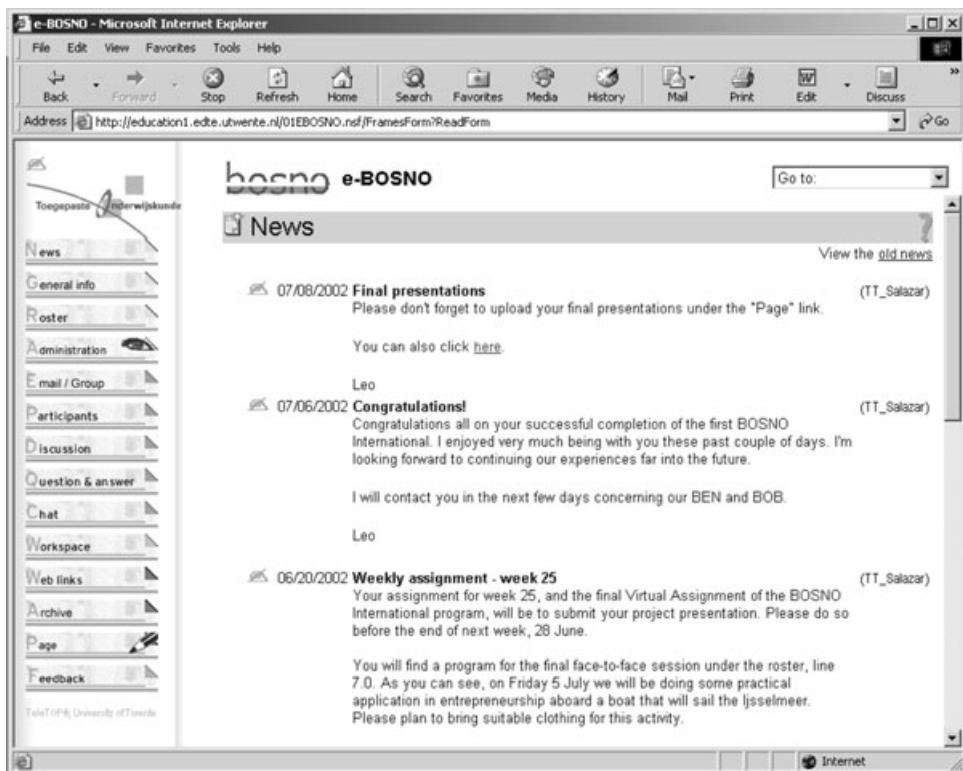 e-BOSNO - Microsoft Internet Explorer
File Edit View Favorites Tools Help
Back Forward Stop Refresh Home Search Favorites Media History Mail Print Edit Discuss
Address http://education1.edte.utwente.nl/01EBOSNO.nsf/FramesForm?ReadForm Go
Toegepaste Onderwijskunde
News
General info
Roster
Administration
Email / Group
Participants
Discussion
Question & answer
Chat
Workspace
Web links
Archive
Page
Feedback
TeleTOP®, University of Twente
bosno e-BOSNO Go to:
News
View the old news
07/08/2002 Final presentations (TT_Salazar)
Please don't forget to upload your final presentations under the "Page" link.
You can also click here.
Leo
07/06/2002 Congratulations! (TT_Salazar)
Congratulations all on your successful completion of the first BOSNO
International. I enjoyed very much being with you these past couple of days. I'm
looking forward to continuing our experiences far into the future.
I will contact you in the next few days concerning our BEN and BOB.
Leo
06/20/2002 Weekly assignment - week 25 (TT_Salazar)
Your assignment for week 25, and the final Virtual Assignment of the BOSNO
International program, will be to submit your project presentation. Please do so
before the end of next week, 28 June.
You will find a program for the final face-to-face session under the roster, line
7.0. As you can see, on Friday 5 July we will be doing some practical
application in entrepreneurship aboard a boat that will sail the Ijsselmeer.
Please plan to bring suitable clothing for this activity.
Internet